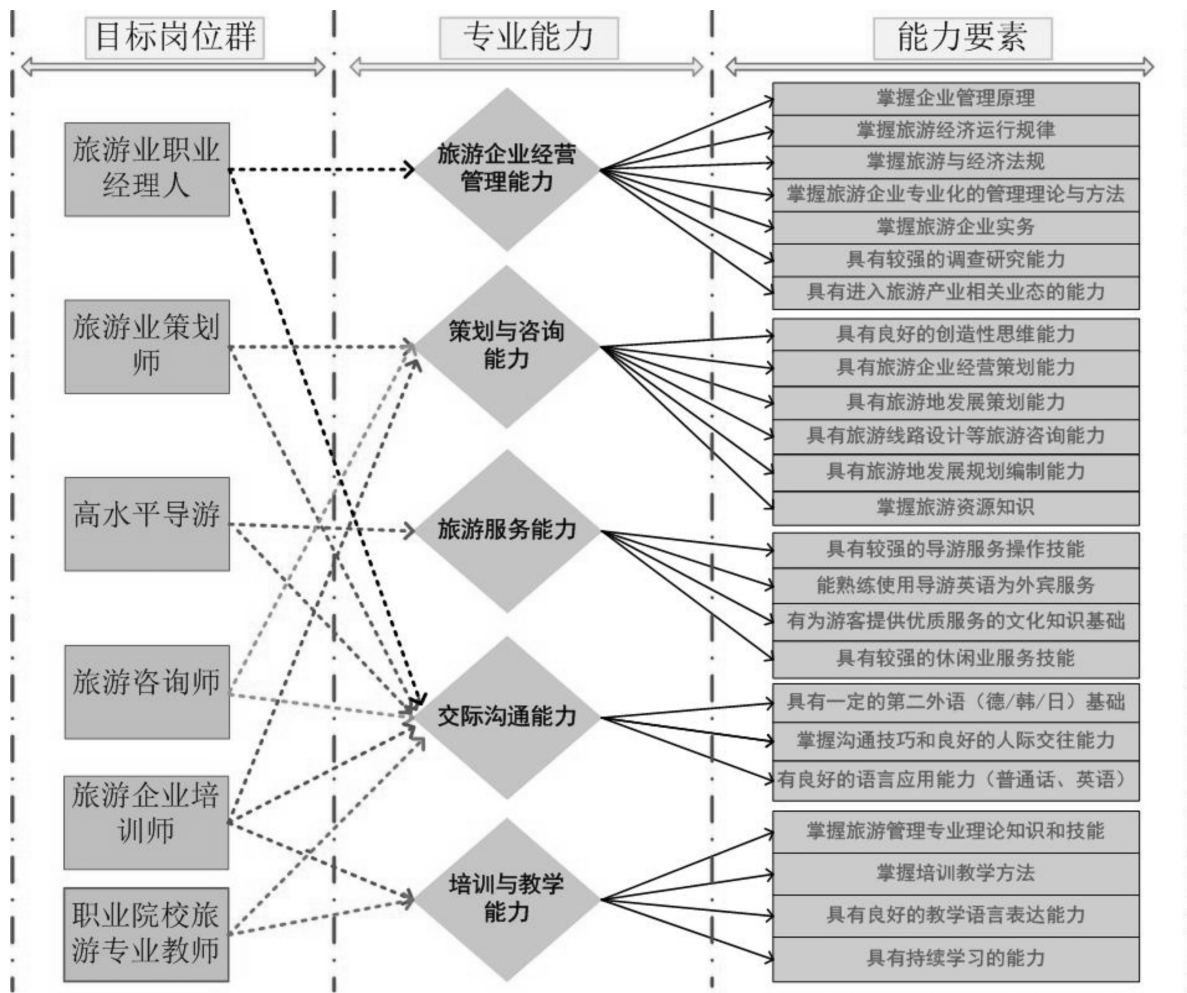 目标岗位群
专业能力
能力要素
旅游业职业
经理人
旅游业策划
师
高水平导游
旅游咨询师
旅游企业培
训师
职业院校旅
游专业教师
旅游企业经营
管理能力
策划与咨询
能力
旅游服务能力
交际沟通能力
培训与教学
能力
掌握企业管理原理
掌握旅游经济运行规律
掌握旅游与经济法规
掌握旅游企业专业化的管理理论与方法
掌握旅游企业实务
具有较强的调查研究能力
具有进入旅游产业相关业态的能力
具有良好的创造性思维能力
具有旅游企业经营策划能力
具有旅游地发展策划能力
具有旅游线路设计等旅游咨询能力
具有旅游地发展规划编制能力
掌握旅游资源知识
具有较强的导游服务操作技能
能熟练使用导游英语为外宾服务
有为游客提供优质服务的文化知识基础
具有较强的休闲业服务技能
具有一定的第二外语（德/韩/日）基础
掌握沟通技巧和良好的人际交往能力
有良好的语言应用能力（普通话、英语）
掌握旅游管理专业理论知识和技能
掌握培训教学方法
具有良好的教学语言表达能力
具有持续学习的能力